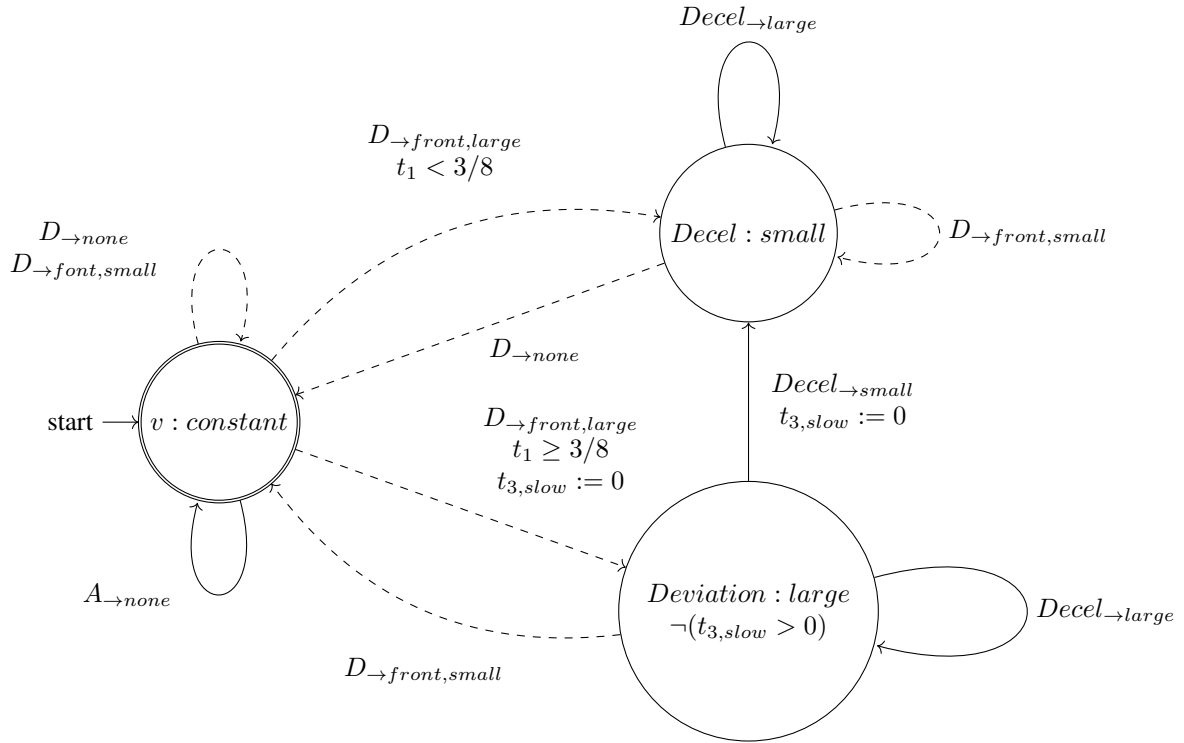 Decel→large
D→front,large
t1 < 3/8
D→none
D→font,small
Decel : small
D→front,small
D→none
start
v : constant
D→front,large
t1 ≥ 3/8
t3,slow := 0
Decel→small
t3,slow := 0
A→none
Deviation : large
¬(t3,slow > 0)
Decel→large
D→front,small